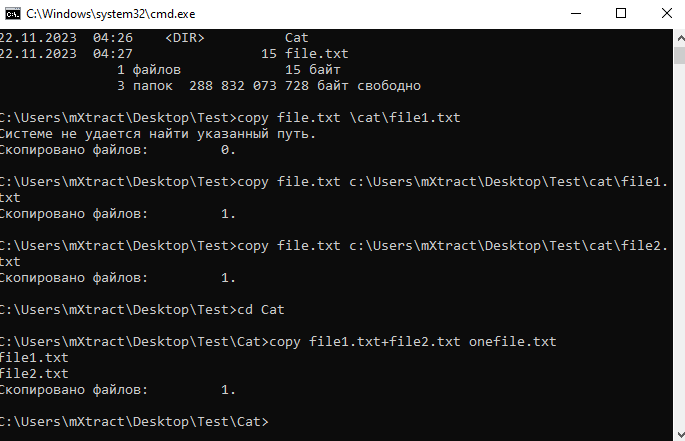 C:\Windows\system32\cmd.exe
22.11.2023  04:26    <DIR>          Cat
22.11.2023  04:27                15 file.txt
               1 файлов             15 байт
               3 папок  288 832 073 728 байт свободно
C:\Users\mXtract\Desktop\Test>copy file.txt \cat\file1.txt
Системе не удается найти указанный путь.
Скопировано файлов:         0.
C:\Users\mXtract\Desktop\Test>copy file.txt c:\Users\mXtract\Desktop\Test\cat\file1.
txt
Скопировано файлов:         1.
C:\Users\mXtract\Desktop\Test>copy file.txt c:\Users\mXtract\Desktop\Test\cat\file2.
txt
Скопировано файлов:         1.
C:\Users\mXtract\Desktop\Test>cd Cat
C:\Users\mXtract\Desktop\Test\Cat>copy file1.txt+file2.txt onefile.txt
file1.txt
file2.txt
Скопировано файлов:         1.
C:\Users\mXtract\Desktop\Test\Cat>